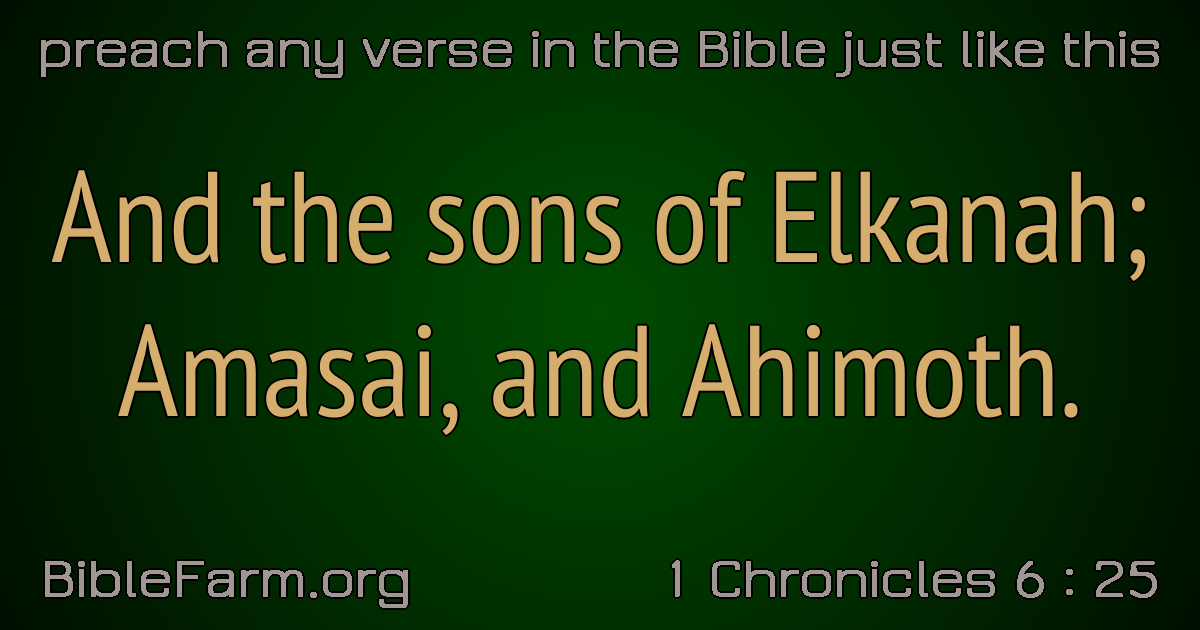 preach any verse in the Bible just like this
And the sons of Elkanah;
Amasai, and Ahimoth.
BibleFarm.org
1 Chronicles 6 : 25